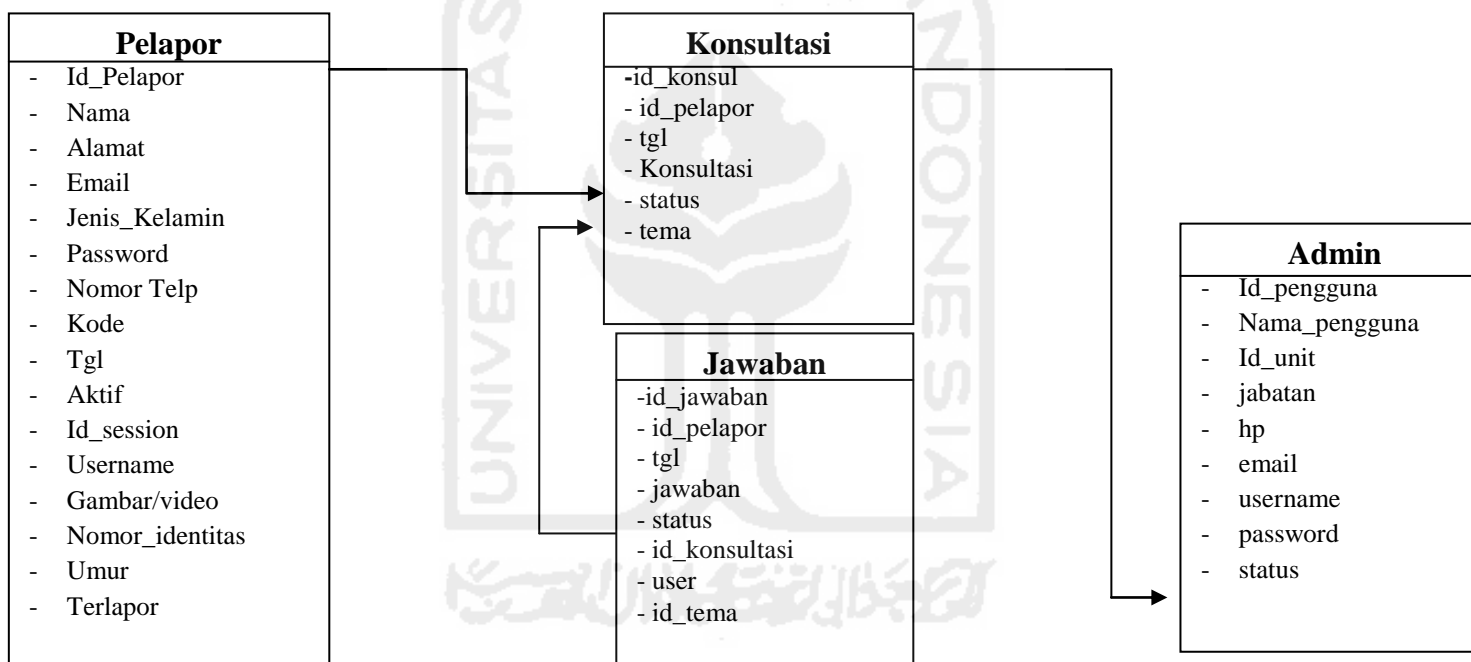 Pelapor
- Id_Pelapor
- Nama
- Alamat
- Email
- Jenis_Kelamin
- Password
- Nomor Telp
- Kode
- Tgl
- Aktif
- Id_session
- Username
- Gambar/video
- Nomor_identitas
- Umur
- Terlapor
Konsultasi
-id_konsul
- id_pelapor
- tgl
- Konsultasi
- status
- tema
Jawaban
-id_jawaban
- id_pelapor
- tgl
- jawaban
- status
- id_konsultasi
- user
- id_tema
Admin
- Id_pengguna
- Nama_pengguna
- Id_unit
- jabatan
- hp
- email
- username
- password
- status
UNIVERSITAS
INDONESIA